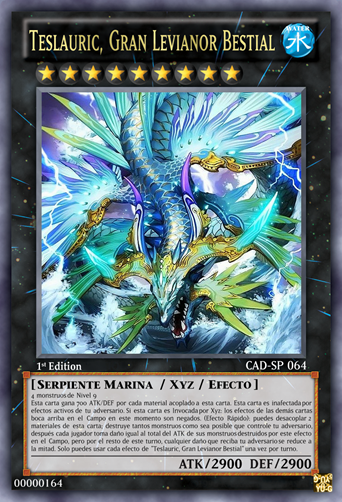 Teslauric, Gran Levianor Bestial
WATER
水
1st Edition
CAD-SP 064
[ Serpiente Marina / Xyz / Efecto ]
4 monstruos de Nivel 9
Esta carta gana 700 ATK/DEF por cada material acoplado a esta carta. Esta carta es inafectada por
efectos activos de tu adversario. Si esta carta es Invocada por Xyz: los efectos de las demás cartas
boca arriba en el Campo en este momento son negados. (Efecto Rápido): puedes desacoplar 2
materiales de esta carta; destruye tantos monstruos como sea posible que controle tu adversario,
después cada jugador toma daño igual al total del ATK de sus monstruos destruidos por este efecto
en el Campo, pero por el resto de este turno, cualquier daño que reciba tu adversario se reduce a
la mitad. Solo puedes usar cada efecto de "Teslauric, Gran Levianor Bestial" una vez por turno.
ATK/2900 DEF/2900
00000164